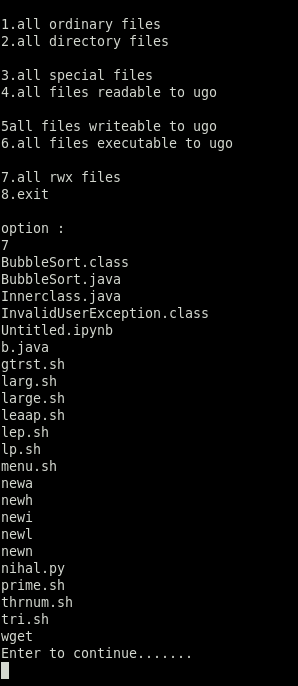 1.all ordinary files
2.all directory files
3.all special files
4.all files readable to ugo
5all files writeable to ugo
6.all files executable to ugo
7.all rwx files
8.exit
option :
7
BubbleSort.class
BubbleSort.java
Innerclass.java
InvalidUserException.class
Untitled.ipynb
b.java
gtrst.sh
larg.sh
large.sh
leaap.sh
lep.sh
lp.sh
menu.sh
newa
newh
newi
newl
newn
nihal.py
prime.sh
thrnum.sh
tri.sh
wget
Enter to continue.......